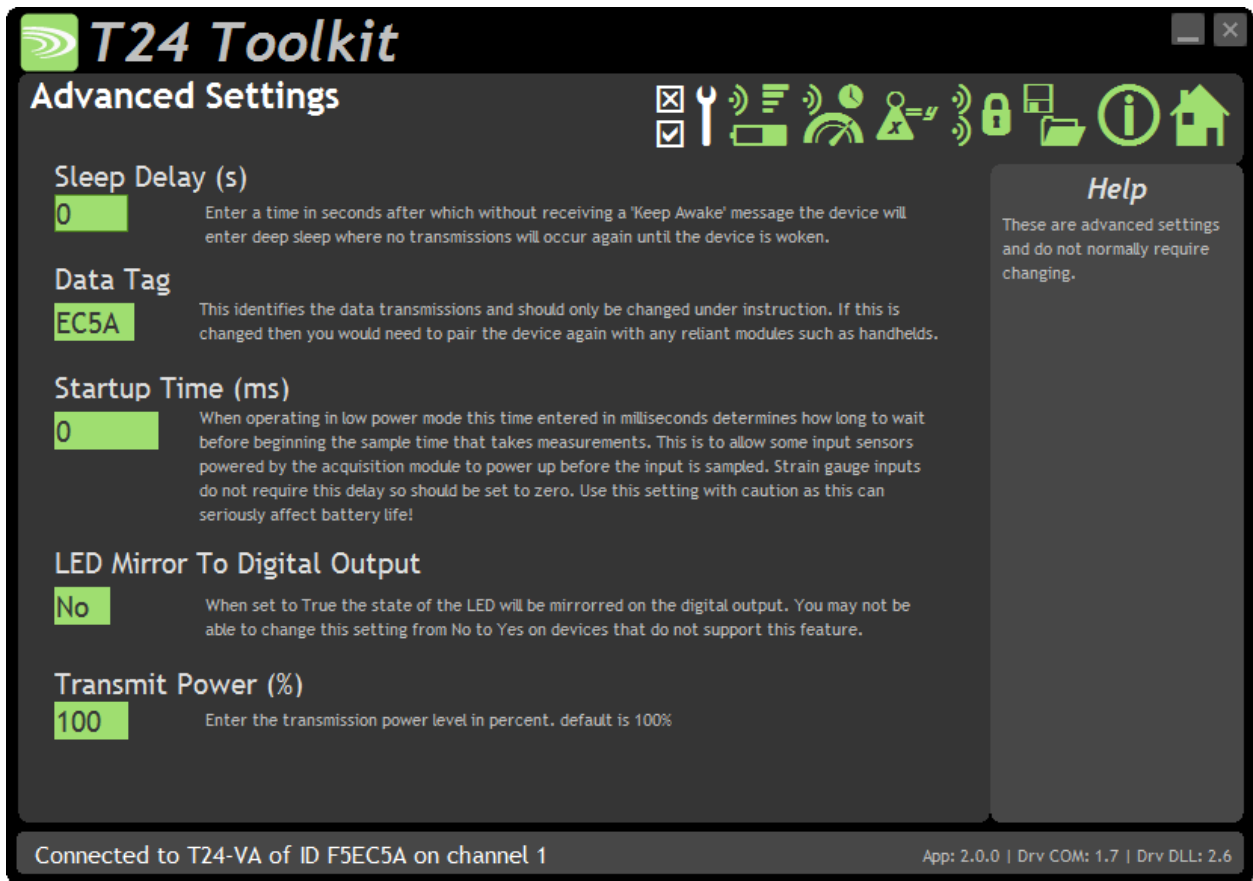 T24 Toolkit
Advanced Settings
x=y
Sleep Delay (s)
0
Enter a time in seconds after which without receiving a 'Keep Awake' message the device will
enter deep sleep where no transmissions will occur again until the device is woken.
Data Tag
EC5A
This identifies the data transmissions and should only be changed under instruction. If this is
changed then you would need to pair the device again with any reliant modules such as handhelds.
Startup Time (ms)
0
When operating in low power mode this time entered in milliseconds determines how long to wait
before beginning the sample time that takes measurements. This is to allow some input sensors
powered by the acquisition module to power up before the input is sampled. Strain gauge inputs
do not require this delay so should be set to zero. Use this setting with caution as this can
seriously affect battery life!
LED Mirror To Digital Output
No
When set to True the state of the LED will be mirrorred on the digital output. You may not be
able to change this setting from No to Yes on devices that do not support this feature.
Transmit Power (%)
100
Enter the transmission power level in percent. default is 100%
Help
These are advanced settings
and do not normally require
changing.
Connected to T24-VA of ID F5EC5A on channel 1
App: 2.0.0 | Drv COM: 1.7 | Drv DLL: 2.6